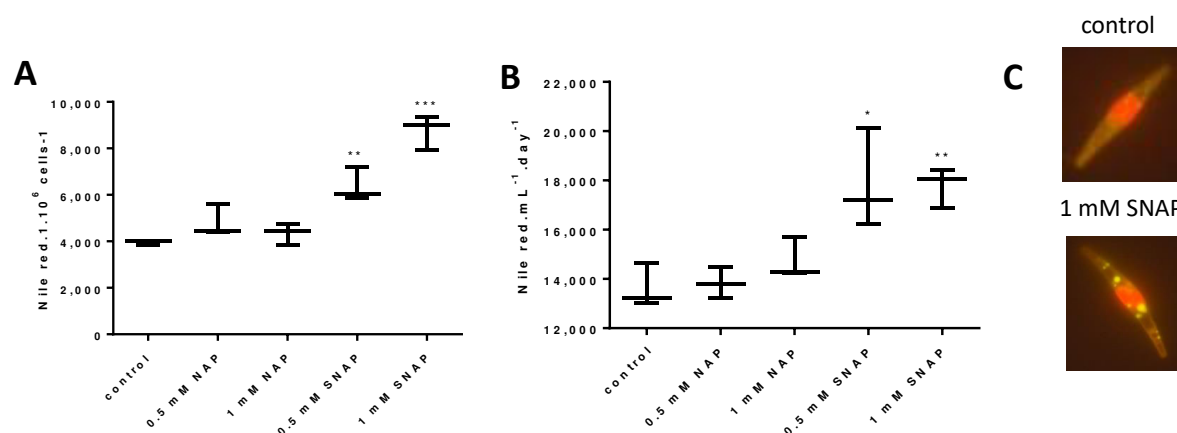 A
Nile red.1.10⁶ cells-1
10,000
8,000
6,000
4,000
2,000
0
**
***
control
0.5 mM NAP
1 mM NAP
0.5 mM SNAP
1 mM SNAP
B
Nile red.mL⁻¹.day⁻¹
22,000
20,000
18,000
16,000
14,000
12,000
*
**
control
0.5 mM NAP
1 mM NAP
0.5 mM SNAP
1 mM SNAP
C
control
1 mM SNAP